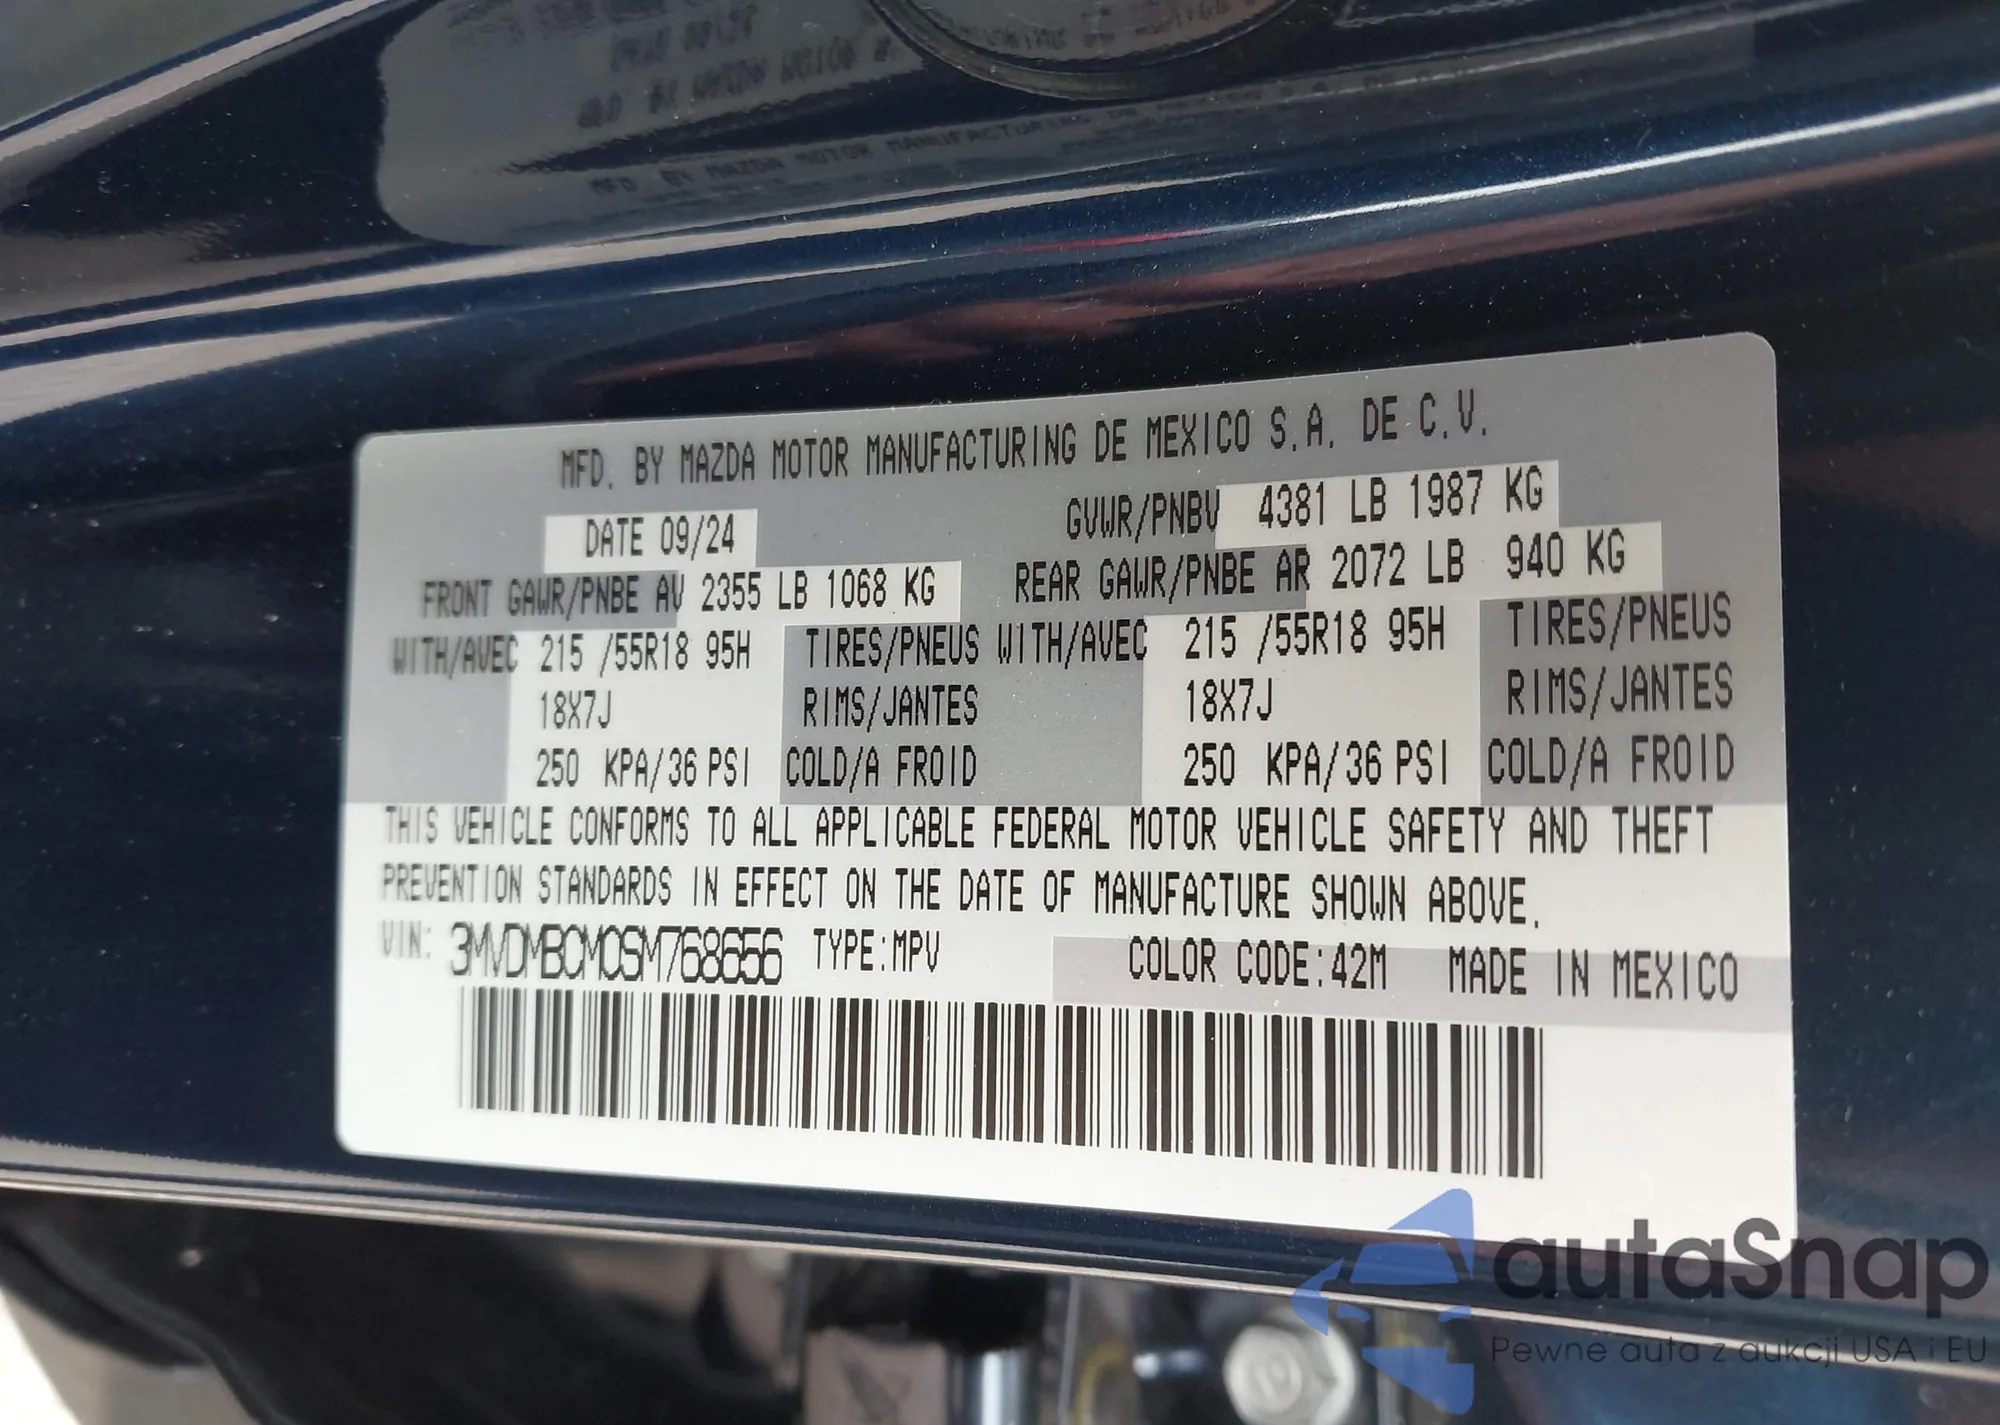 MFD. BY MAZDA MOTOR MANUFACTURING DE MEXICO S.A. DE C.V.
DATE 09/24 GVWR/PNBV 4381 LB 1987 KG
FRONT GAWR/PNBE AV 2355 LB 1068 KG REAR GAWR/PNBE AR 2072 LB 940 KG
WITH/AVEC 215 /55R18 95H TIRES/PNEUS WITH/AVEC 215 /55R18 95H TIRES/PNEUS
18X7J RIMS/JANTES 18X7J RIMS/JANTES
250 KPA/36 PSI COLD/A FROID 250 KPA/36 PSI COLD/A FROID
THIS VEHICLE CONFORMS TO ALL APPLICABLE FEDERAL MOTOR VEHICLE SAFETY AND THEFT
PREVENTION STANDARDS IN EFFECT ON THE DATE OF MANUFACTURE SHOWN ABOVE.
VIN: 3MVDMBCM0SM768656 TYPE:MPV COLOR CODE:42M MADE IN MEXICO
autaSnap
Pewne auta z aukcji USA i EU